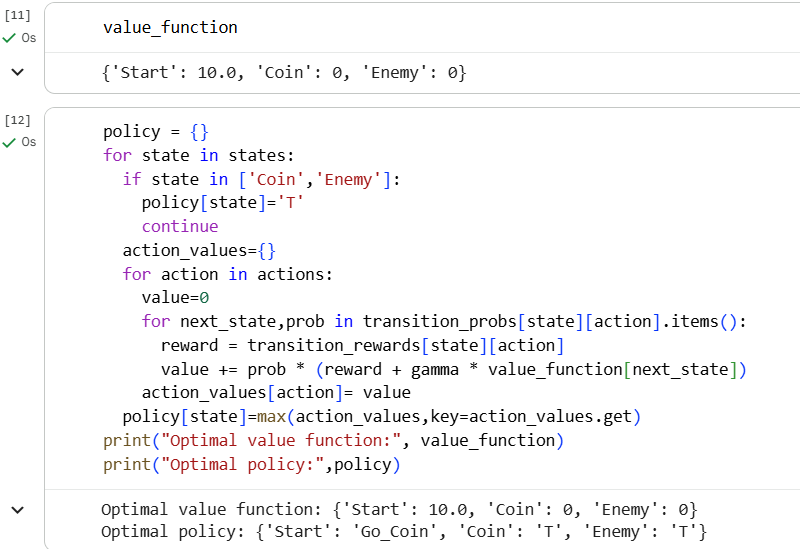 [11]
0s
value_function
{'Start': 10.0, 'Coin': 0, 'Enemy': 0}
[12]
0s
policy = {}
for state in states:
  if state in ['Coin','Enemy']:
    policy[state]='T'
    continue
  action_values={}
  for action in actions:
    value=0
    for next_state,prob in transition_probs[state][action].items():
      reward = transition_rewards[state][action]
      value += prob * (reward + gamma * value_function[next_state])
    action_values[action]= value
  policy[state]=max(action_values,key=action_values.get)
print("Optimal value function:", value_function)
print("Optimal policy:",policy)
Optimal value function: {'Start': 10.0, 'Coin': 0, 'Enemy': 0}
Optimal policy: {'Start': 'Go_Coin', 'Coin': 'T', 'Enemy': 'T'}